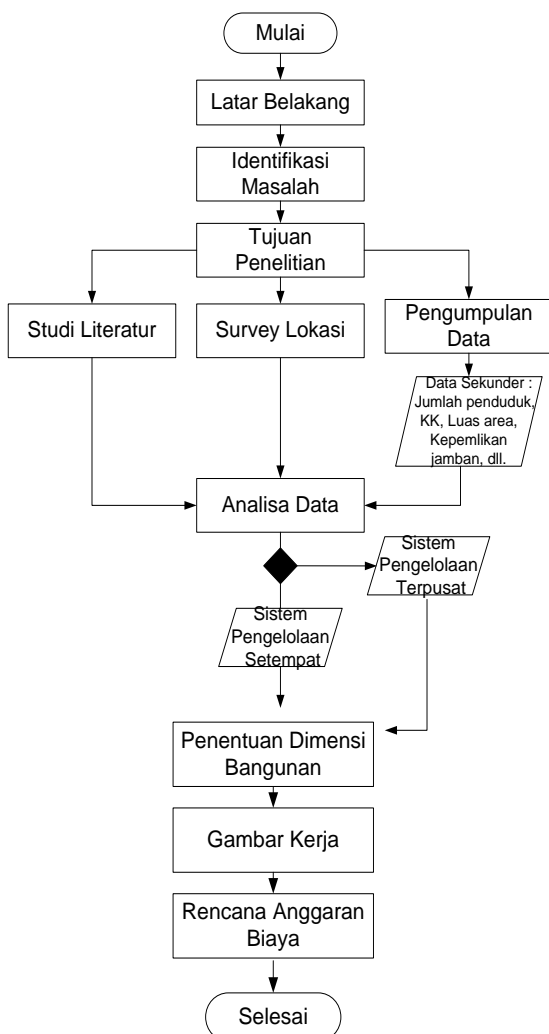 Mulai
Latar Belakang
Identifikasi
Masalah
Tujuan
Penelitian
Studi Literatur
Survey Lokasi
Pengumpulan
Data
Data Sekunder :
Jumlah penduduk,
KK, Luas area,
Kepemlikan
jamban, dll.
Analisa Data
Sistem
Pengelolaan
Terpusat
Sistem
Pengelolaan
Setempat
Penentuan Dimensi
Bangunan
Gambar Kerja
Rencana Anggaran
Biaya
Selesai